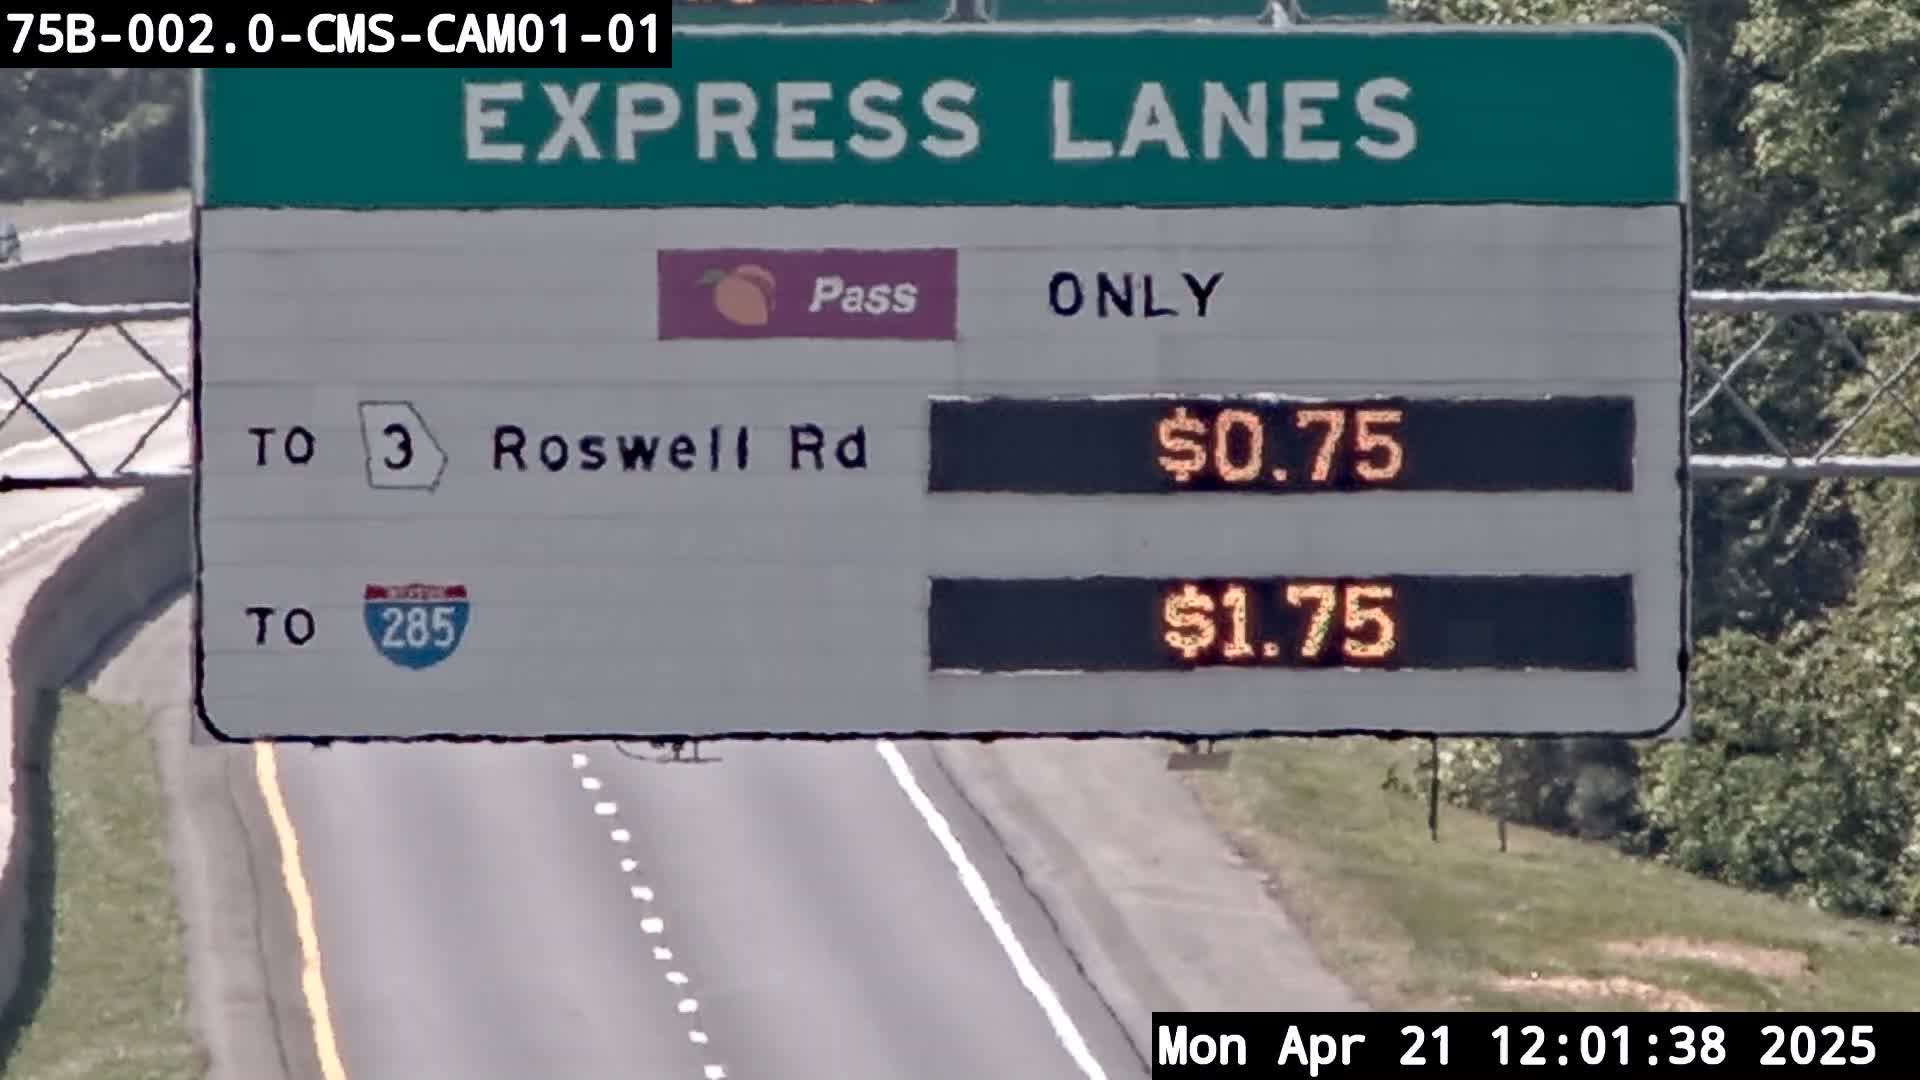 75B-002.0-CMS-CAM01-01
EXPRESS LANES
Pass ONLY
TO 3 Roswell Rd $0.75
TO 285 $1.75
Mon Apr 21 12:01:38 2025